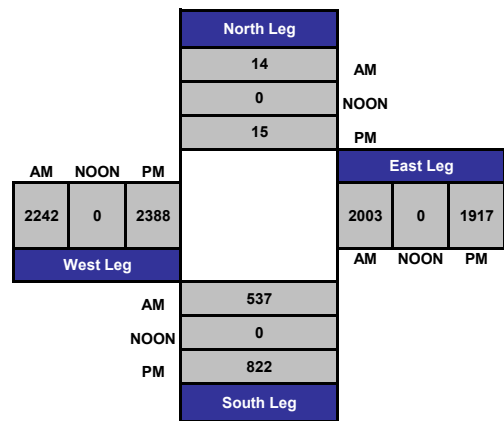 North Leg
14
AM
0
NOON
15
PM
AM NOON PM
East Leg
2242 0 2388
2003 0 1917
West Leg
AM NOON PM
AM
537
NOON
0
PM
822
South Leg